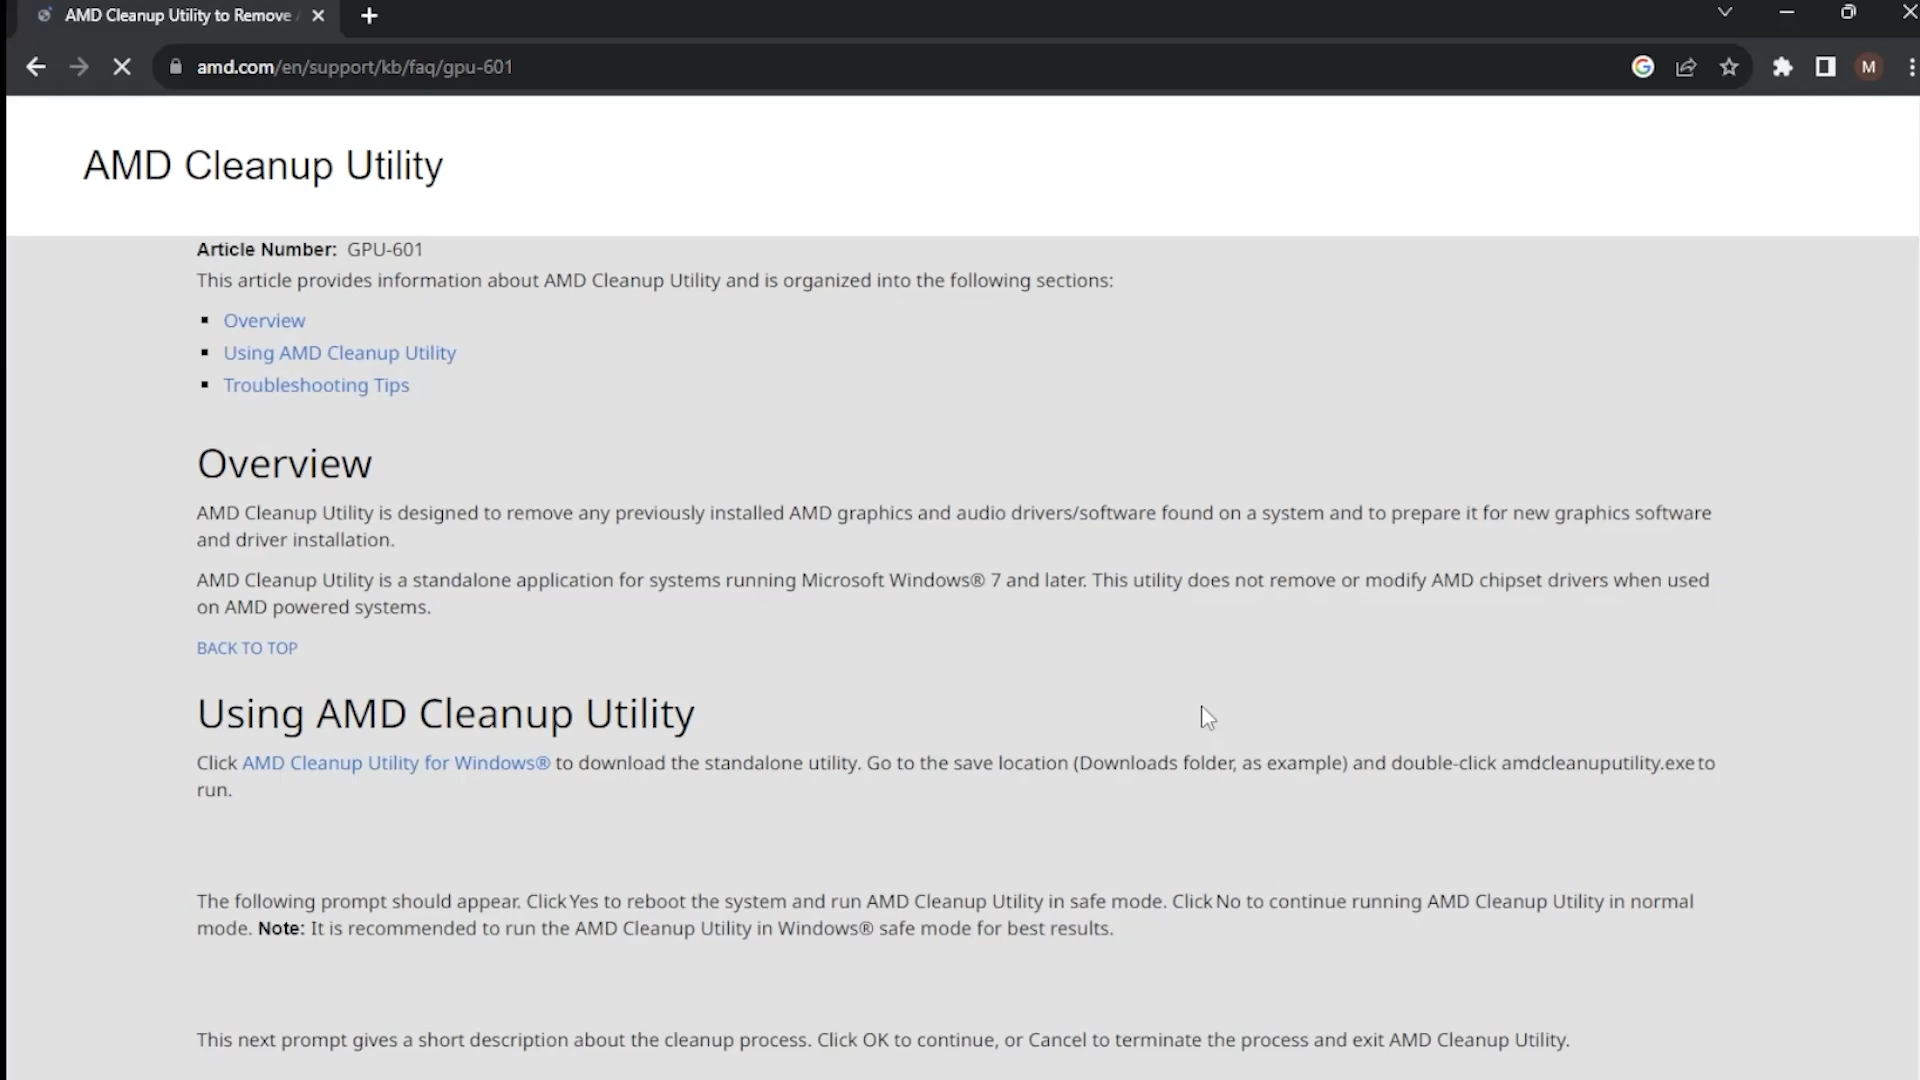 AMD Cleanup Utility to Remove
amd.com/en/support/kb/faq/gpu-601
M
AMD Cleanup Utility
Article Number: GPU-601
This article provides information about AMD Cleanup Utility and is organized into the following sections:
Overview
Using AMD Cleanup Utility
Troubleshooting Tips
Overview
AMD Cleanup Utility is designed to remove any previously installed AMD graphics and audio drivers/software found on a system and to prepare it for new graphics software
and driver installation.
AMD Cleanup Utility is a standalone application for systems running Microsoft Windows® 7 and later. This utility does not remove or modify AMD chipset drivers when used
on AMD powered systems.
BACK TO TOP
Using AMD Cleanup Utility
Click AMD Cleanup Utility for Windows® to download the standalone utility. Go to the save location (Downloads folder, as example) and double-click amdcleanuputility.exe to
run.
The following prompt should appear. Click Yes to reboot the system and run AMD Cleanup Utility in safe mode. Click No to continue running AMD Cleanup Utility in normal
mode. Note: It is recommended to run the AMD Cleanup Utility in Windows® safe mode for best results.
This next prompt gives a short description about the cleanup process. Click OK to continue, or Cancel to terminate the process and exit AMD Cleanup Utility.